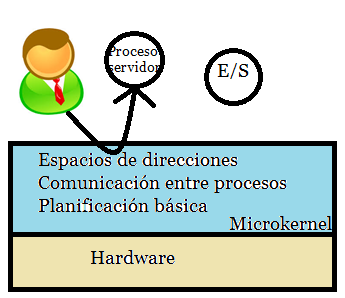 Proceso
servidor
E/S
Espacios de direcciones
Comunicación entre procesos
Planificación básica
Microkernel
Hardware